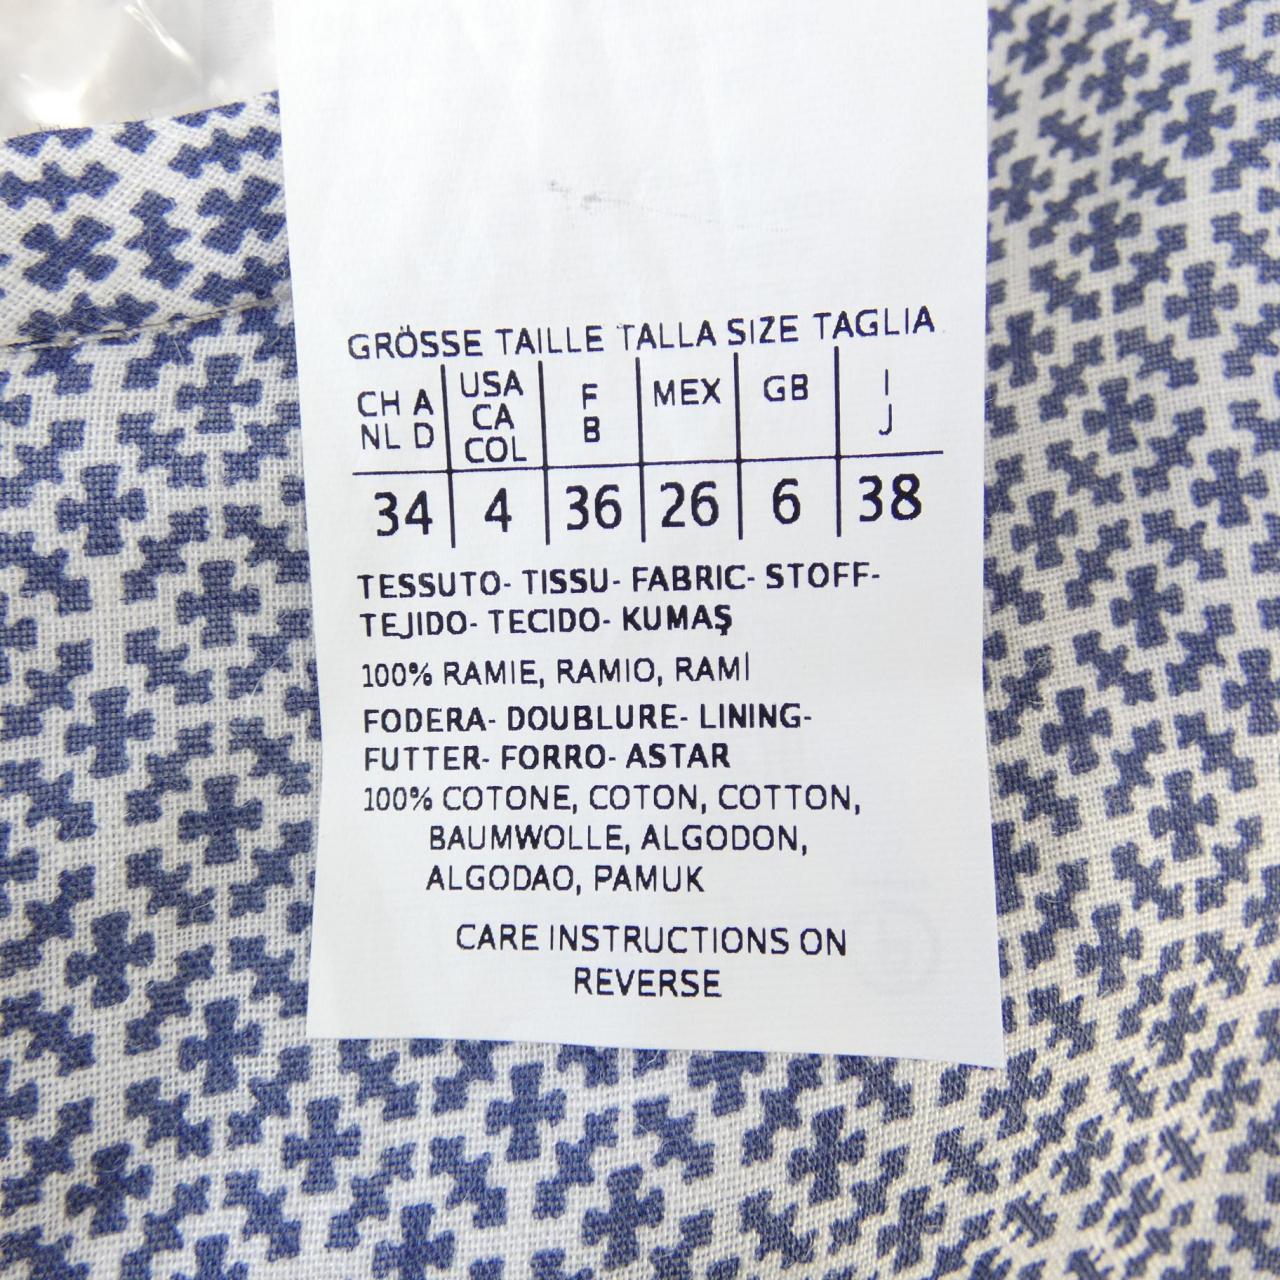 GRÖSSE TAILLE TALLA SIZE TAGLIA
CH A NL D | USA CA COL | F B | MEX | GB | I J
34 | 4 | 36 | 26 | 6 | 38
TESSUTO- TISSU- FABRIC- STOFF-
TEJIDO- TECIDO- KUMAŞ
100% RAMIE, RAMIO, RAMİ
FODERA- DOUBLURE- LINING-
FUTTER- FORRO- ASTAR
100% COTONE, COTON, COTTON,
BAUMWOLLE, ALGODON,
ALGODAO, PAMUK
CARE INSTRUCTIONS ON
REVERSE